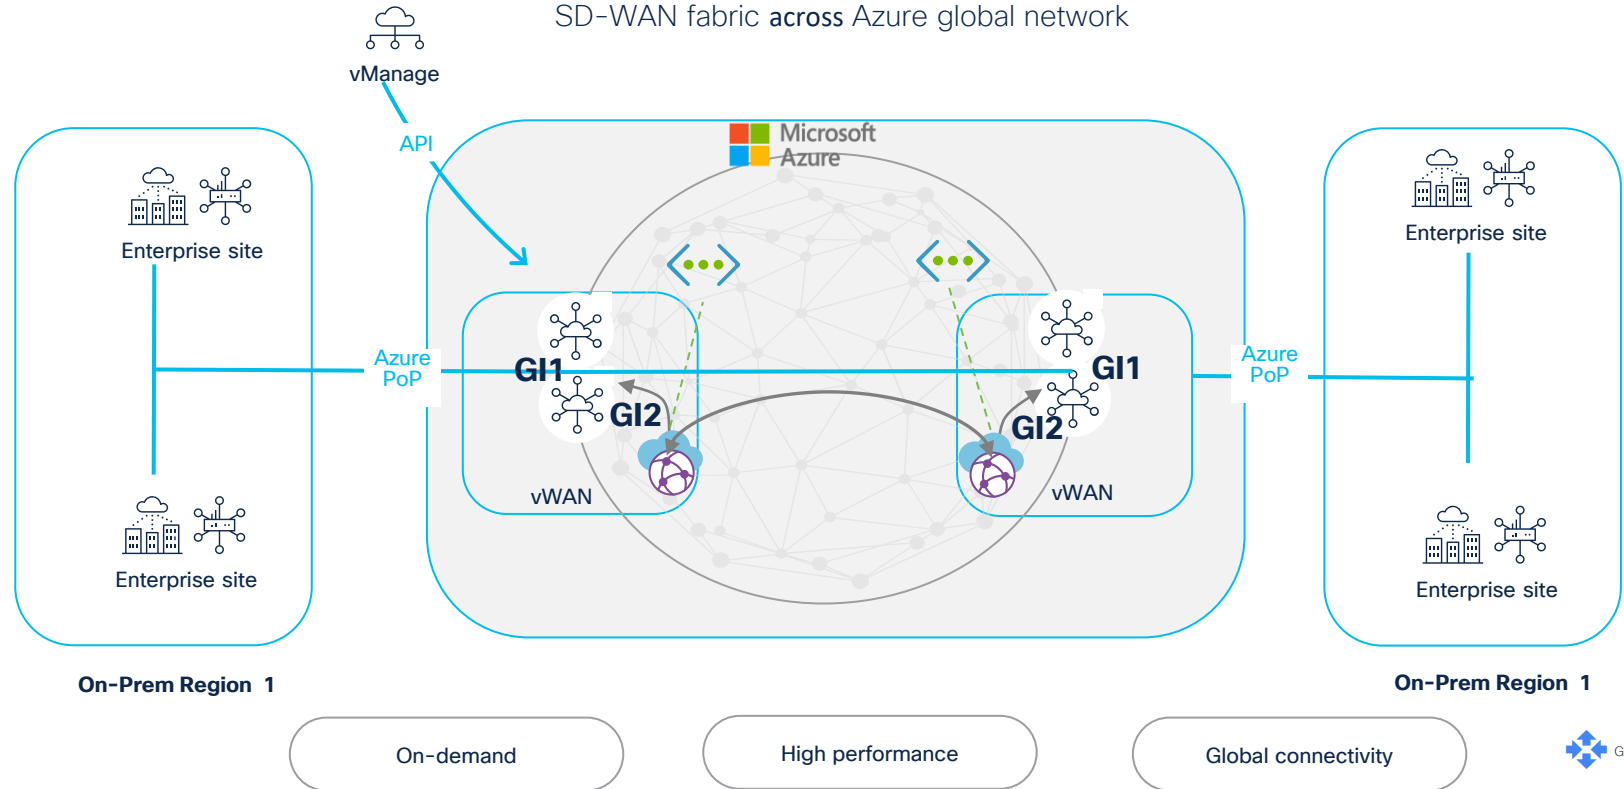 SD-WAN fabric across Azure global network
vManage
API
Microsoft
Azure
Enterprise site
Enterprise site
Azure
PoP
GI1
GI2
vWAN
GI1
GI2
vWAN
Azure
PoP
Enterprise site
Enterprise site
On-Prem Region 1
On-Prem Region 1
On-demand
High performance
Global connectivity
G